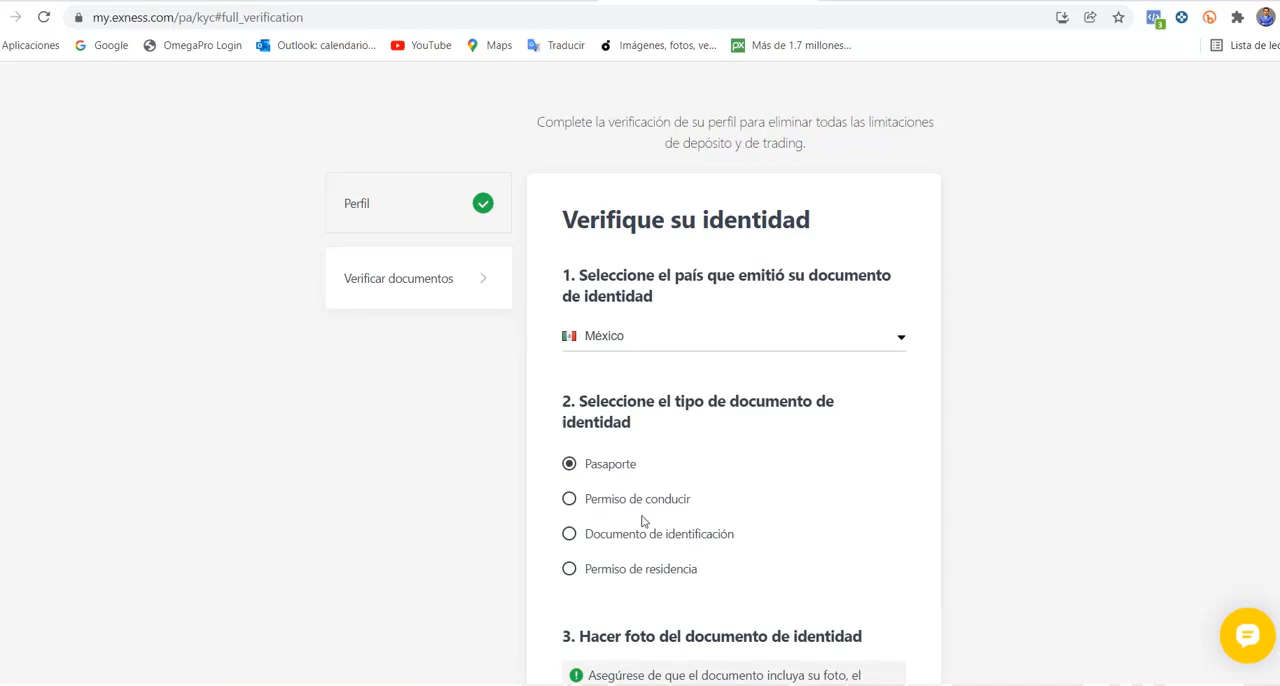 my.exness.com/pa/kyc#full_verification
3
Aplicaciones
Google
OmegaPro Login
Outlook: calendario...
YouTube
Maps
Traducir
Imágenes, fotos, ve...
px
Más de 1.7 millones...
Lista de lec
Complete la verificación de su perfil para eliminar todas las limitaciones
de depósito y de trading.
Perfil
Verificar documentos
Verifique su identidad
1. Seleccione el país que emitió su documento
de identidad
México
2. Seleccione el tipo de documento de
identidad
Pasaporte
Permiso de conducir
Documento de identificación
Permiso de residencia
3. Hacer foto del documento de identidad
Asegúrese de que el documento incluya su foto, el